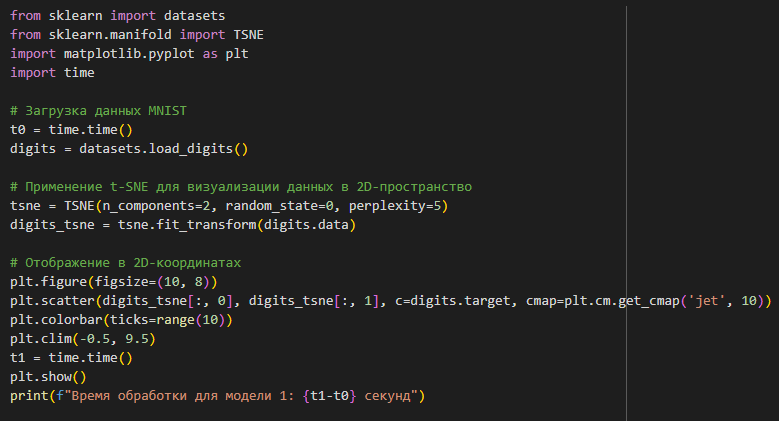 from sklearn import datasets
from sklearn.manifold import TSNE
import matplotlib.pyplot as plt
import time
# Загрузка данных MNIST
t0 = time.time()
digits = datasets.load_digits()
# Применение t-SNE для визуализации данных в 2D-пространство
tsne = TSNE(n_components=2, random_state=0, perplexity=5)
digits_tsne = tsne.fit_transform(digits.data)
# Отображение в 2D-координатах
plt.figure(figsize=(10, 8))
plt.scatter(digits_tsne[:, 0], digits_tsne[:, 1], c=digits.target, cmap=plt.cm.get_cmap('jet', 10))
plt.colorbar(ticks=range(10))
plt.clim(-0.5, 9.5)
t1 = time.time()
plt.show()
print(f"Время обработки для модели 1: {t1-t0} секунд")